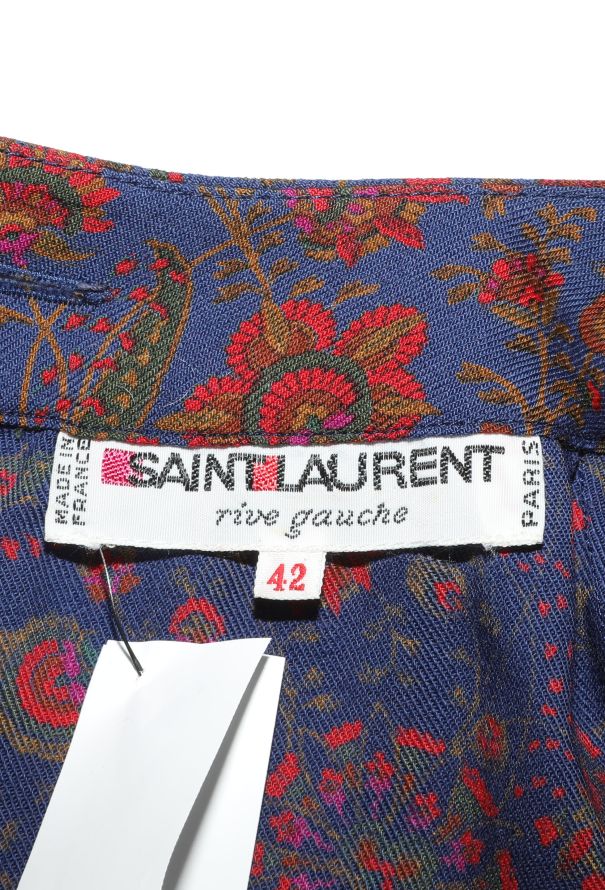 MADE IN
FRANCE
SAINT LAURENT
rive gauche
PARIS
42